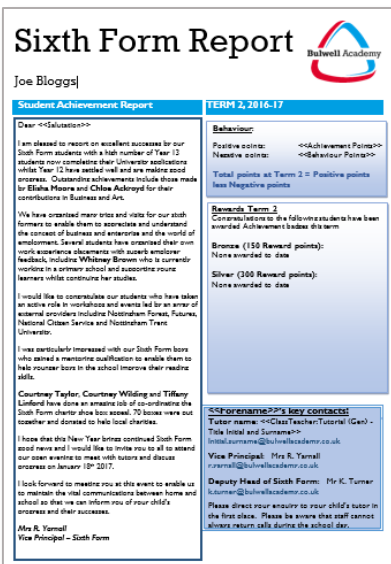 Sixth Form Report
Bulwell Academy
Joe Bloggs
Student Achievement Report
Dear <<Salutation>>
I am pleased to report on excellent successes by our
Sixth Form students with a high number of Year 13
students now completing their University applications
whilst Year 12 have settled well and are making good
progress. Outstanding achievements include those made
by Elisha Moore and Chloe Ackroyd for their
contributions in Business and Art.
We have organised many trips and visits for our sixth
formers to enable them to appreciate and understand
the concept of business and enterprise and the world of
employment. Several students have organised their own
work experience placements with superb employer
feedback, including Whitney Brown who is currently
working in a primary school and supporting young
learners whilst continuing her studies.
I would like to congratulate our students who have taken
an active role in workshops and events led by an array of
external providers including Nottingham Forest, Futures,
National Citizen Service and Nottingham Trent
University.
I was particularly impressed with our Sixth Form boys
who gained a mentoring qualification to enable them to
help younger boys in the school improve their reading
skills.
Courtney Taylor, Courtney Wilding and Tiffany
Linford have done an amazing job of co-ordinating the
Sixth Form charity shoe box appeal. 70 boxes were put
together and donated to help local charities.
I hope that this New Year brings continued Sixth Form
good news and I would like to invite you to all to attend
our open evening to meet with tutors and discuss
progress on January 18th 2017.
I look forward to meeting you at this event to enable us
to maintain the vital communications between home and
school so that we can inform you of your child's
progress and their successes.
Mrs R. Yarnall
Vice Principal – Sixth Form
TERM 2, 2016-17
Behaviour:
Positive points: <<Achievement Points>>
Negative points: <<Behaviour Points>>
Total points at Term 2 = Positive points
less Negative points
Rewards Term 2
Congratulations to the following students have been
awarded Achievement badges this term
Bronze (150 Reward points):
None awarded to date
Silver (300 Reward points):
None awarded to date
<<Forename>>'s key contacts!
Tutor name: <<ClassTeacher:Tutorial (Gen) -
Title Initial and Surname>>
Initial.surname@bulwellacademy.co.uk
Vice Principal: Mrs R. Yarnall
r.yarnall@bulwellacademy.co.uk
Deputy Head of Sixth Form: Mr K. Turner
k.turner@bulwellacademy.co.uk
Please direct your enquiry to your child's tutor in
the first place. Please be aware that staff cannot
always return calls during the school day.